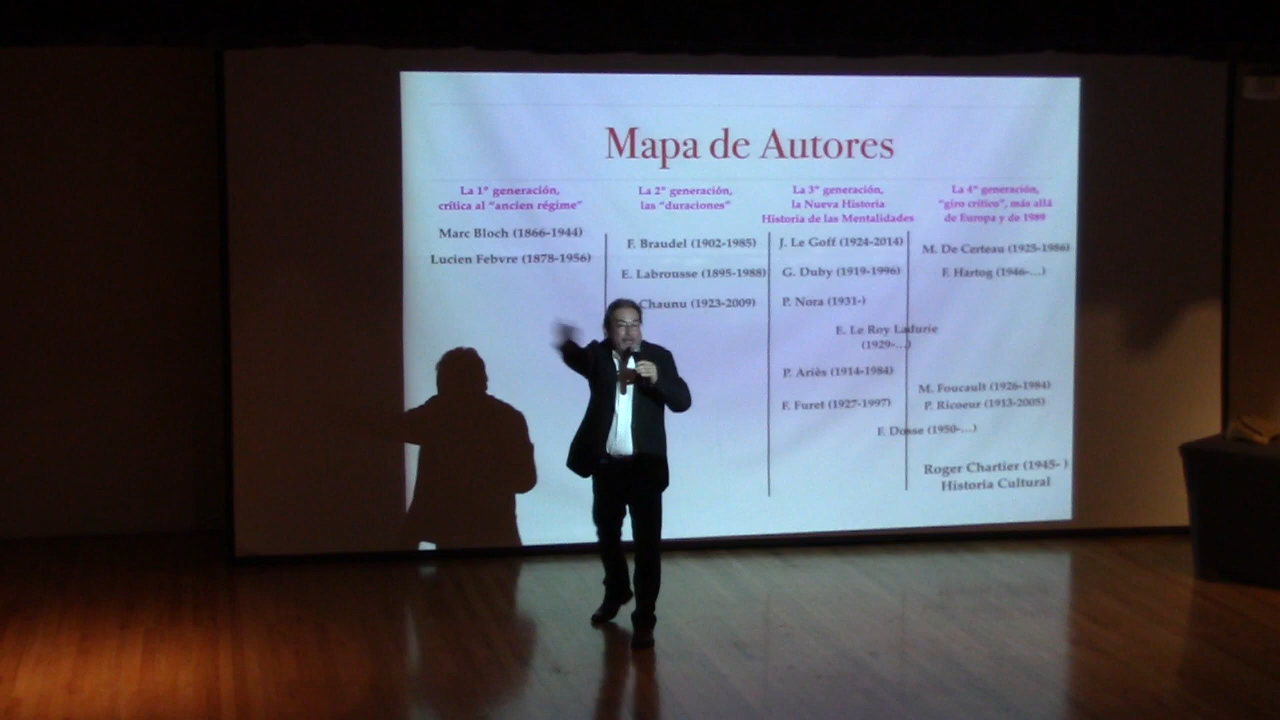 Mapa de Autores
La 1ª generación,
crítica al "ancien régime"
Marc Bloch (1866-1944)
Lucien Febvre (1878-1956)
La 2ª generación,
las "duraciones"
F. Braudel (1902-1985)
E. Labrousse (1895-1988)
Chaunu (1923-2009)
La 3ª generación,
la Nueva Historia
Historia de las Mentalidades
J. Le Goff (1924-2014)
G. Duby (1919-1996)
P. Nora (1931-)
E. Le Roy Ladurie
(1929-...)
P. Ariès (1914-1984)
F. Furet (1927-1997)
F. Dosse (1950-...)
La 4ª generación,
"giro crítico", más allá
de Europa y de 1989
M. De Certeau (1925-1986)
F. Hartog (1946-...)
M. Foucault (1926-1984)
P. Ricoeur (1913-2005)
Roger Chartier (1945- )
Historia Cultural